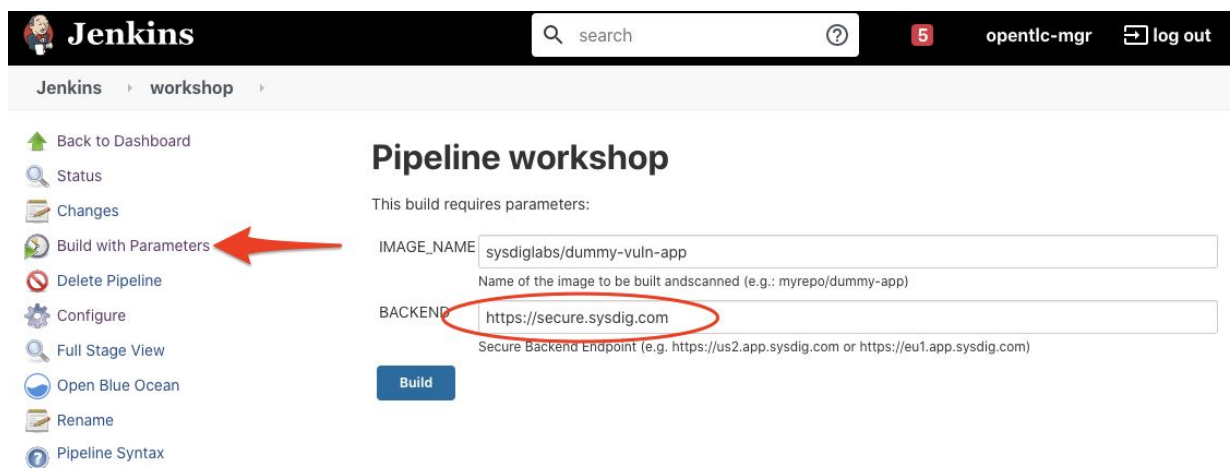 Jenkins
search
5
opentlc-mgr
log out
Jenkins
workshop
Back to Dashboard
Status
Changes
Build with Parameters
Delete Pipeline
Configure
Full Stage View
Open Blue Ocean
Rename
Pipeline Syntax
Pipeline workshop
This build requires parameters:
IMAGE_NAME
sysdiglabs/dummy-vuln-app
Name of the image to be built andscanned (e.g.: myrepo/dummy-app)
BACKEND
https://secure.sysdig.com
Secure Backend Endpoint (e.g. https://us2.app.sysdig.com or https://eu1.app.sysdig.com)
Build